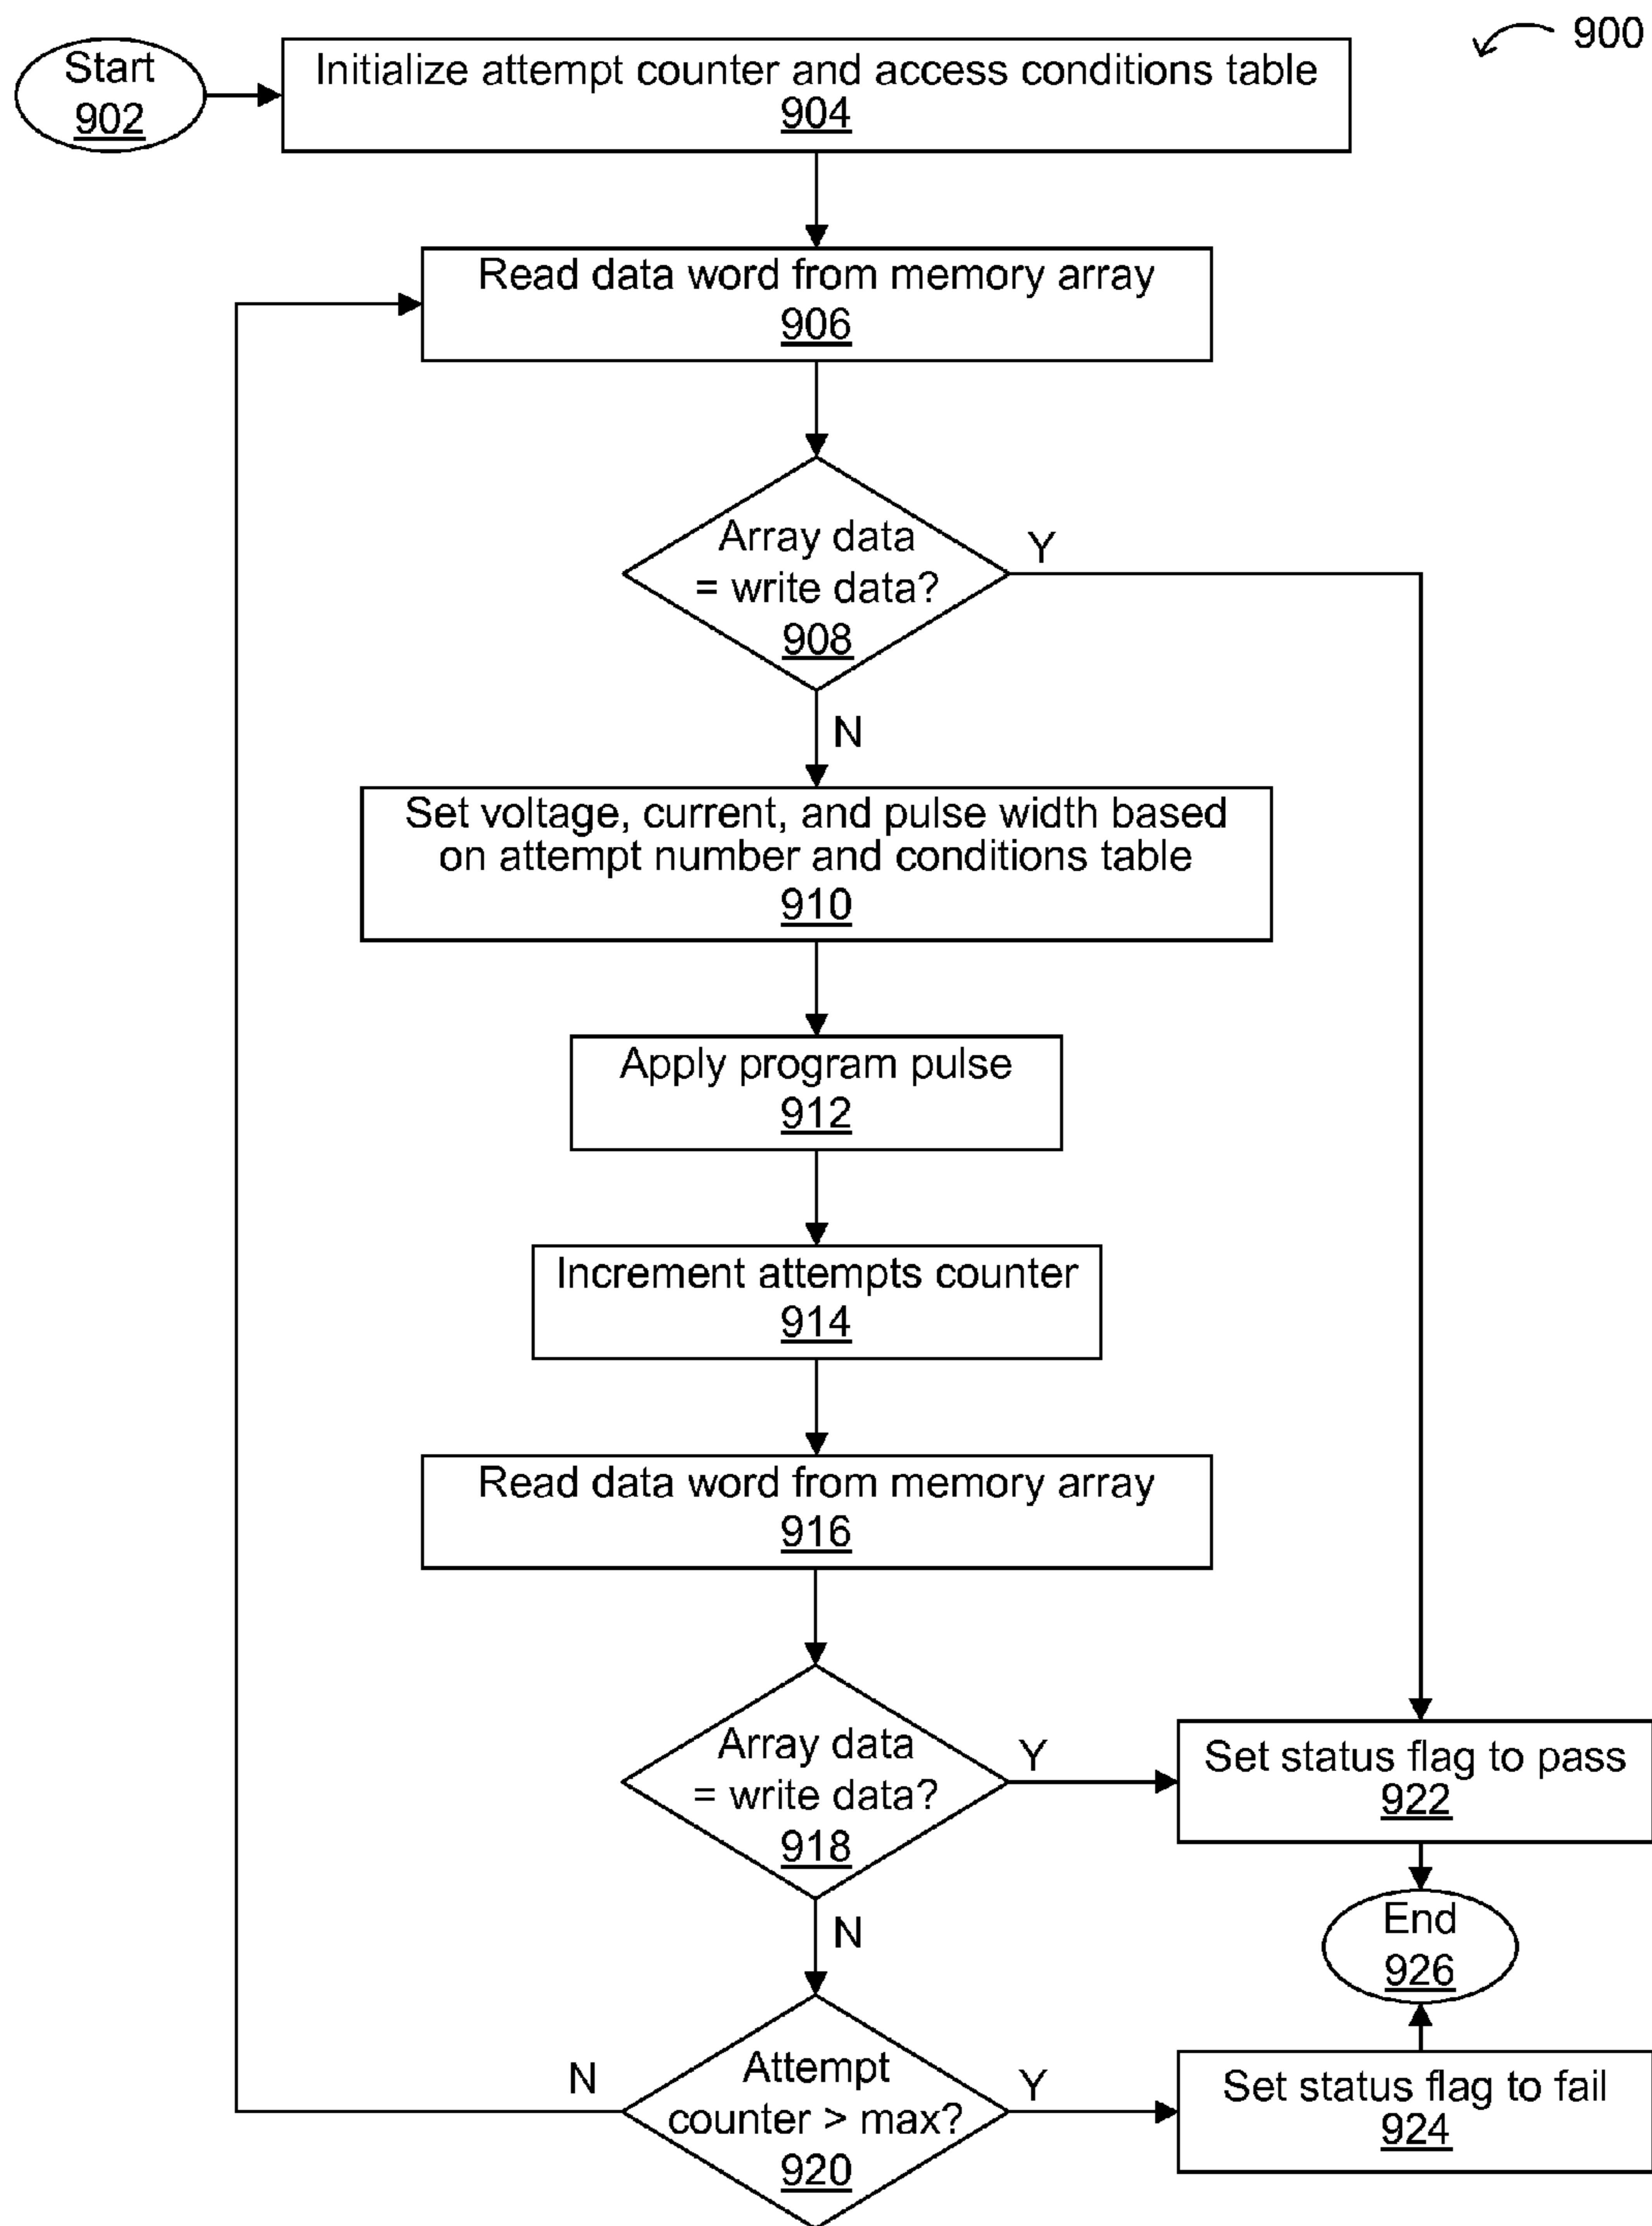 900
Start
902
Initialize attempt counter and access conditions table
904
Read data word from memory array
906
Array data
= write data?
908
Y
N
Set voltage, current, and pulse width based
on attempt number and conditions table
910
Apply program pulse
912
Increment attempts counter
914
Read data word from memory array
916
Array data
= write data?
918
Y
Set status flag to pass
922
N
End
926
Attempt
counter > max?
920
N
Y
Set status flag to fail
924